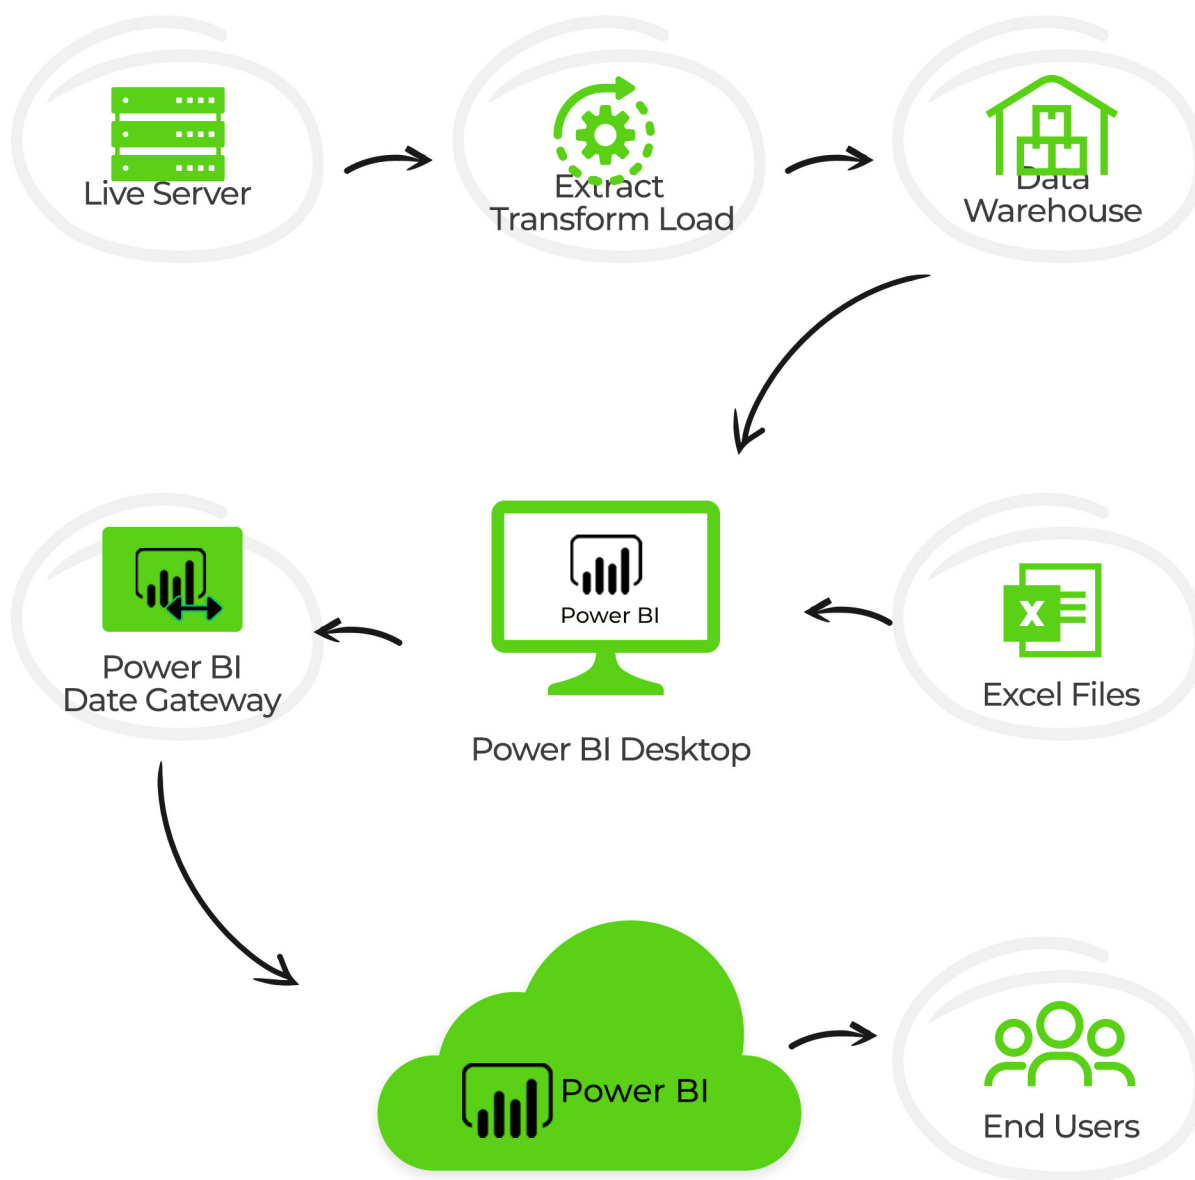 Live Server
Extract
Transform Load
Data
Warehouse
Power BI
Date Gateway
Power BI
Power BI Desktop
X
Excel Files
Power BI
End Users